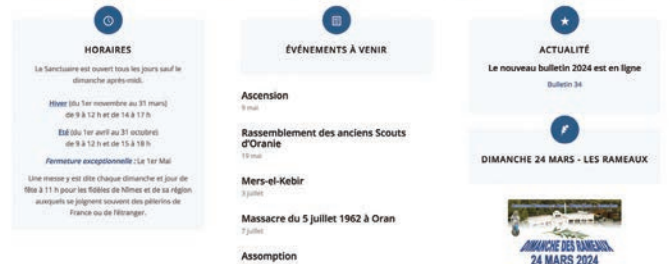 HORAIRES
Le Sanctuaire est ouvert tous les jours sauf le
dimanche après-midi.
Hiver (du 1er novembre au 31 mars)
de 9 à 12 h et de 14 à 17 h
Eté (du 1er avril au 31 octobre)
de 9 à 12 h et de 15 à 18 h
Fermeture exceptionnelle : Le 1er Mai
Une messe y est dite chaque dimanche et jour de
fête à 11 h pour les fidèles de Nîmes et de sa région
auxquels se joignent souvent des pèlerins de
France ou de l'étranger.
ÉVÉNEMENTS À VENIR
Ascension
9 mai
Rassemblement des anciens Scouts
d'Oranie
19 mai
Mers-el-Kebir
3 juillet
Massacre du 5 juillet 1962 à Oran
7 juillet
Assomption
ACTUALITÉ
Le nouveau bulletin 2024 est en ligne
Bulletin 34
DIMANCHE 24 MARS - LES RAMEAUX
DIMANCHE DES RAMEAUX
24 MARS 2024